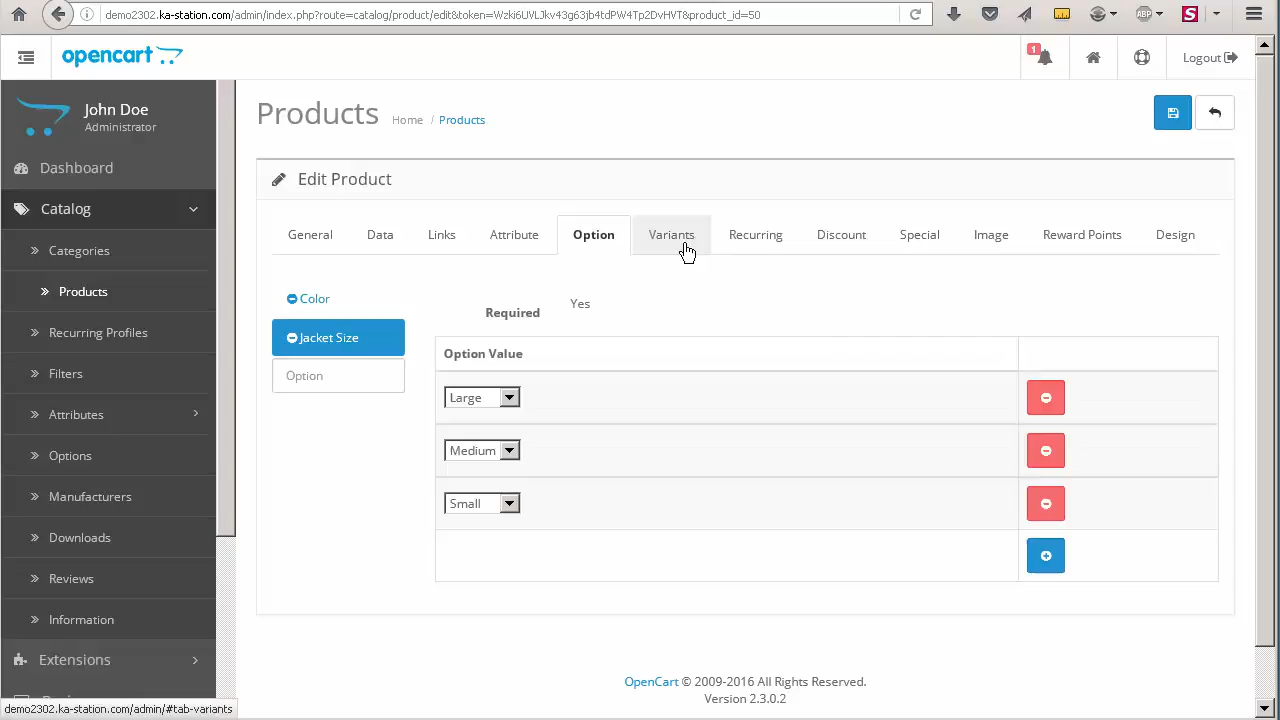 demo2302.ka-station.com/admin/index.php?route=catalog/product/edit&token=Wzki6UVLJkv43g63jb4tdPW4Tp2DvHVT&product_id=50
ABP
S
opencart
1
Logout
John Doe
Administrator
Products
Home / Products
Dashboard
Catalog
Categories
Products
Recurring Profiles
Filters
Attributes
Options
Manufacturers
Downloads
Reviews
Information
Extensions
Edit Product
General Data Links Attribute Option Variants Recurring Discount Special Image Reward Points Design
Color
Jacket Size
Option
Required Yes
Option Value
Large
Medium
Small
OpenCart © 2009-2016 All Rights Reserved.
Version 2.3.0.2
demo2302.ka-station.com/admin/#tab-variants